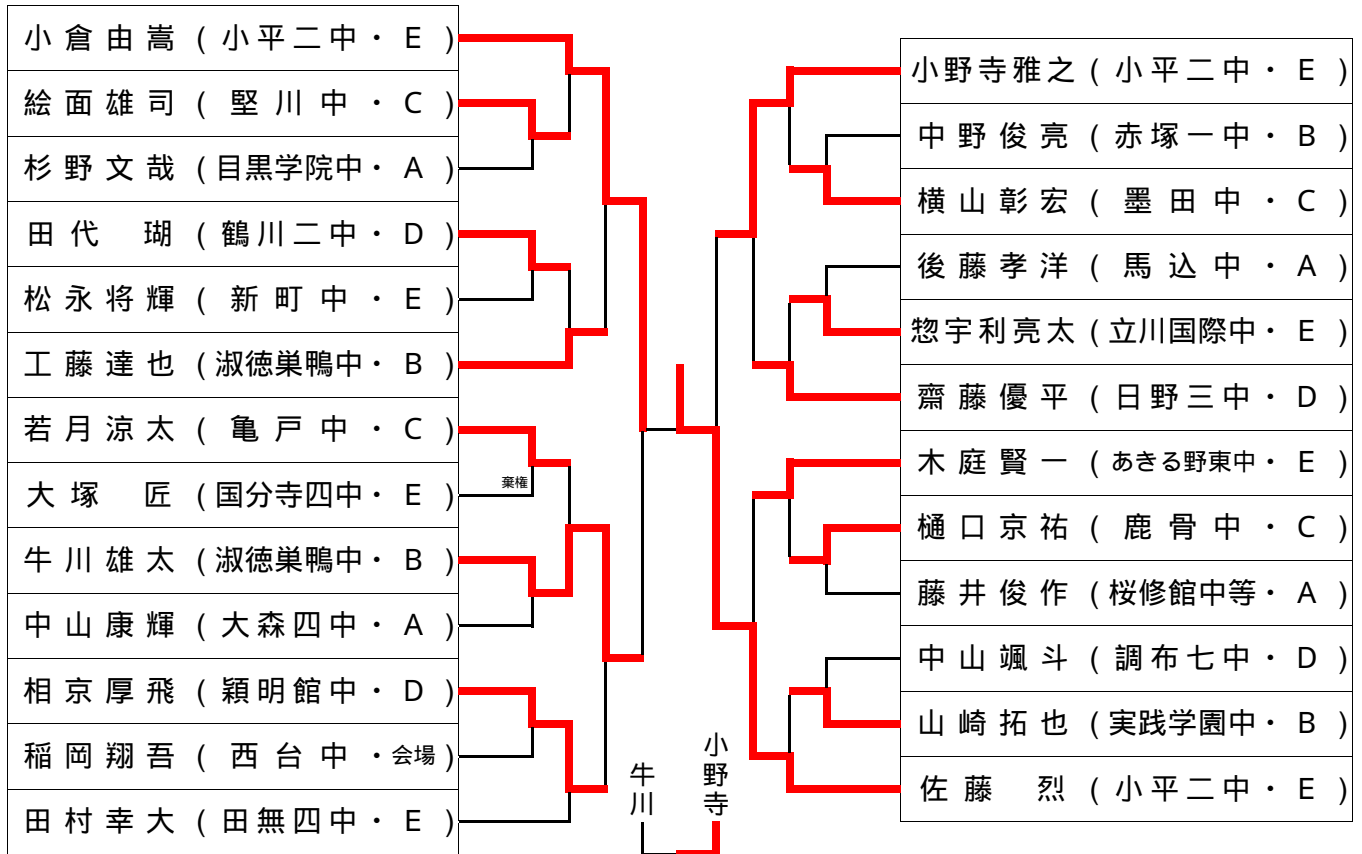 小倉由嵩 ( 小平二中・ E )
絵面雄司 ( 堅川中・ C )
杉野文哉 ( 目黒学院中・ A )
田代 瑚 ( 鶴川二中・ D )
松永将輝 ( 新町中・ E )
工藤達也 ( 淑徳巣鴨中・ B )
若月涼太 ( 亀戸中・ C )
大塚 匠 ( 国分寺四中・ E )
棄権
牛川雄太 ( 淑徳巣鴨中・ B )
中山康輝 ( 大森四中・ A )
相京厚飛 ( 穎明館中・ D )
稲岡翔吾 ( 西台中・会場 )
田村幸大 ( 田無四中・ E )
牛川
小野寺
小野寺雅之 ( 小平二中・ E )
中野俊亮 ( 赤塚一中・ B )
横山彰宏 ( 墨田中・ C )
後藤孝洋 ( 馬込中・ A )
惣宇利亮太 ( 立川国際中・ E )
齋藤優平 ( 日野三中・ D )
木庭賢一 ( あきる野東中・ E )
樋口京祐 ( 鹿骨中・ C )
藤井俊作 ( 桜修館中等・ A )
中山颯斗 ( 調布七中・ D )
山崎拓也 ( 実践学園中・ B )
佐藤 烈 ( 小平二中・ E )